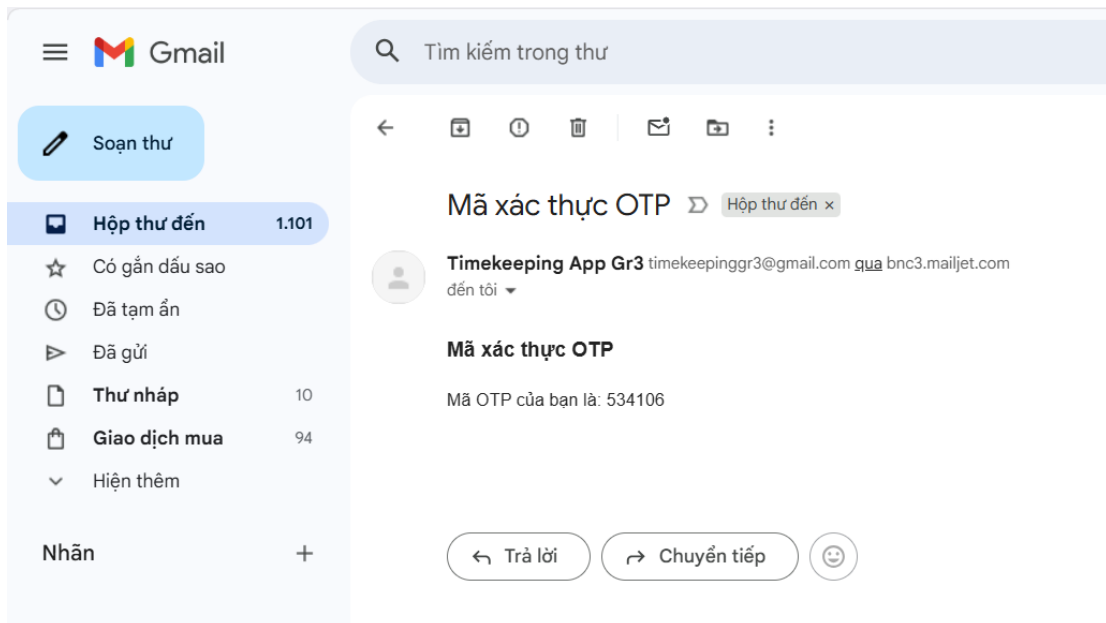 Gmail
Tìm kiếm trong thư
Soạn thư
Hộp thư đến 1.101
Có gắn dấu sao
Đã tạm ẩn
Đã gửi
Thư nháp 10
Giao dịch mua 94
Hiện thêm
Nhãn
Mã xác thực OTP Hộp thư đến ×
Timekeeping App Gr3 timekeepinggr3@gmail.com qua bnc3.mailjet.com
đến tôi
Mã xác thực OTP
Mã OTP của bạn là: 534106
Trả lời Chuyển tiếp